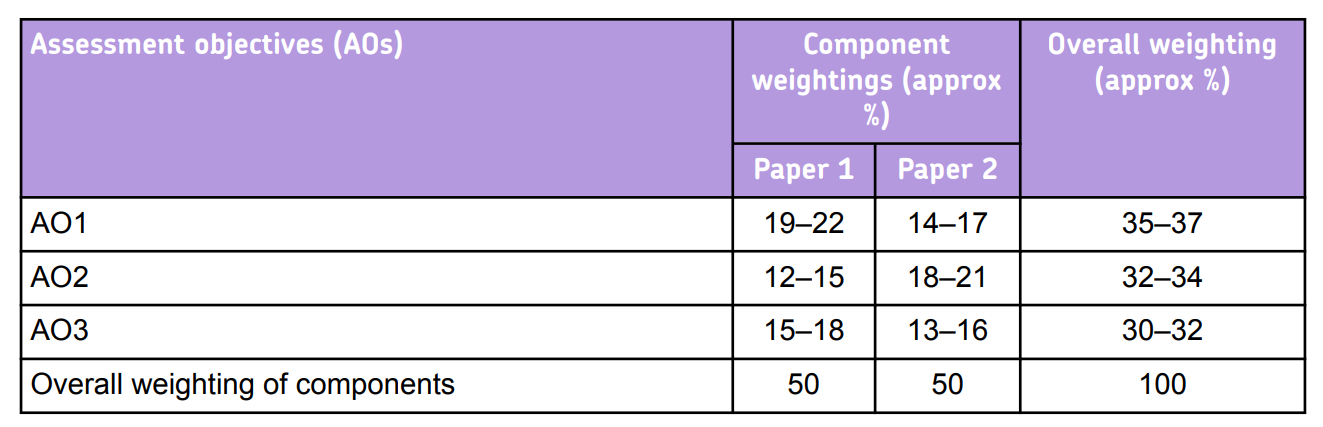 Assessment objectives (AOs)
Component
weightings (approx
%)
Overall weighting
(approx %)
Paper 1 Paper 2
AO1 19–22 14–17 35–37
AO2 12–15 18–21 32–34
AO3 15–18 13–16 30–32
Overall weighting of components 50 50 100